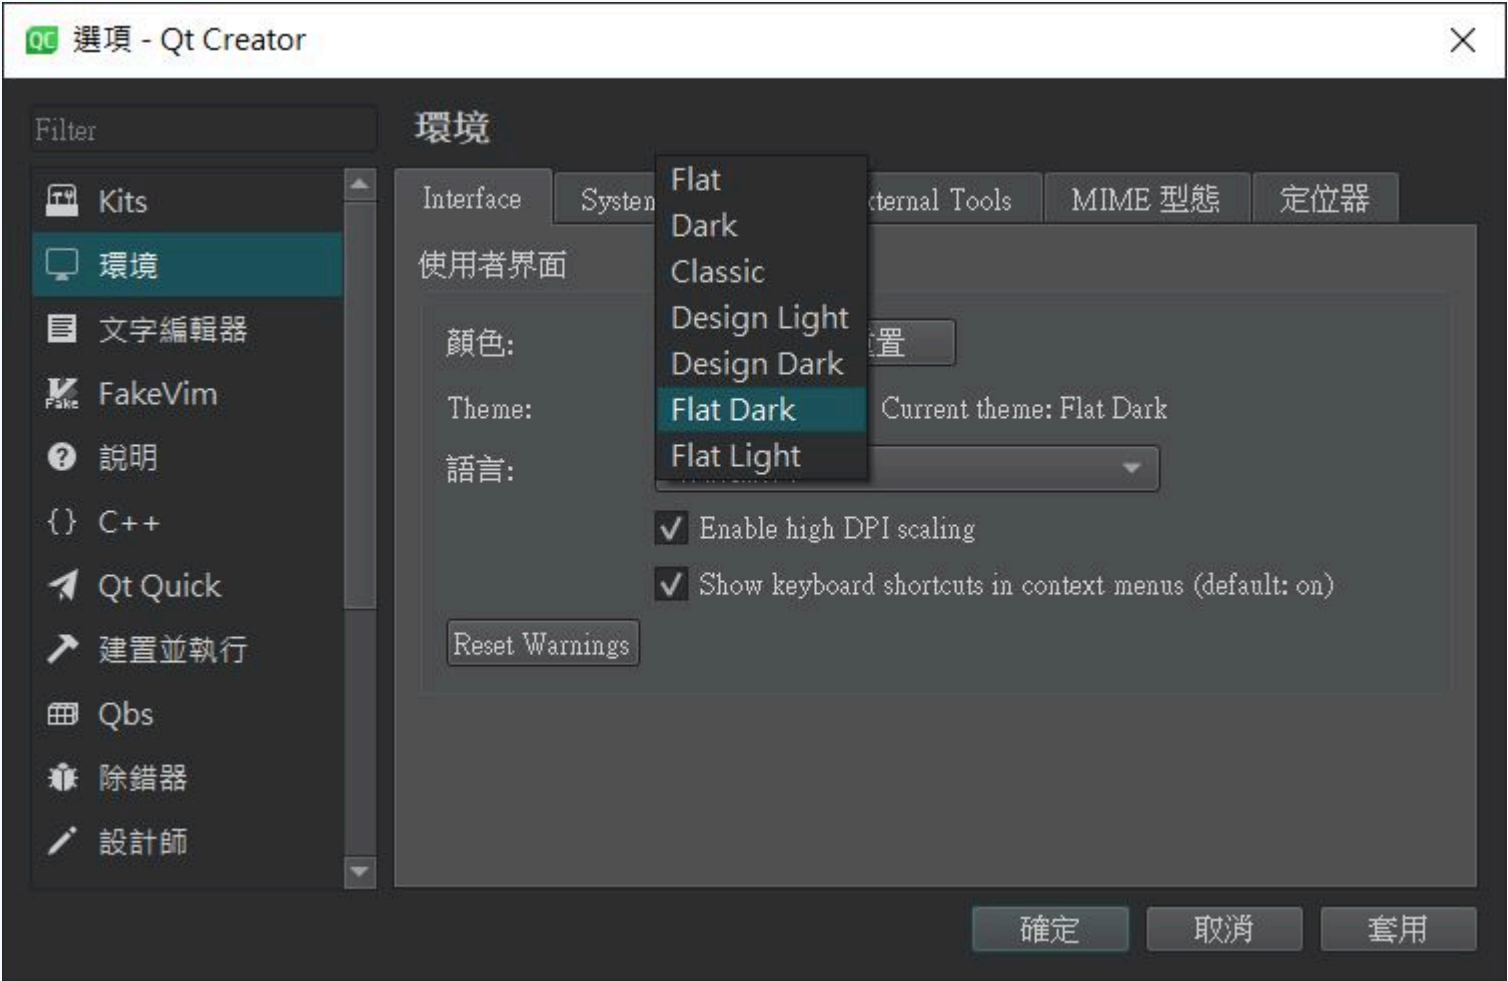 QC 選項 - Qt Creator
Filter
Kits
環境
文字編輯器
Fake FakeVim
說明
{} C++
Qt Quick
建置並執行
Qbs
除錯器
設計師
環境
Interface
External Tools
MIME 型態
定位器
使用者界面
顏色:
置
Theme:
Flat
Dark
Classic
Design Light
Design Dark
Flat Dark
Flat Light
Current theme: Flat Dark
語言:
Enable high DPI scaling
Show keyboard shortcuts in context menus (default: on)
Reset Warnings
確定
取消
套用